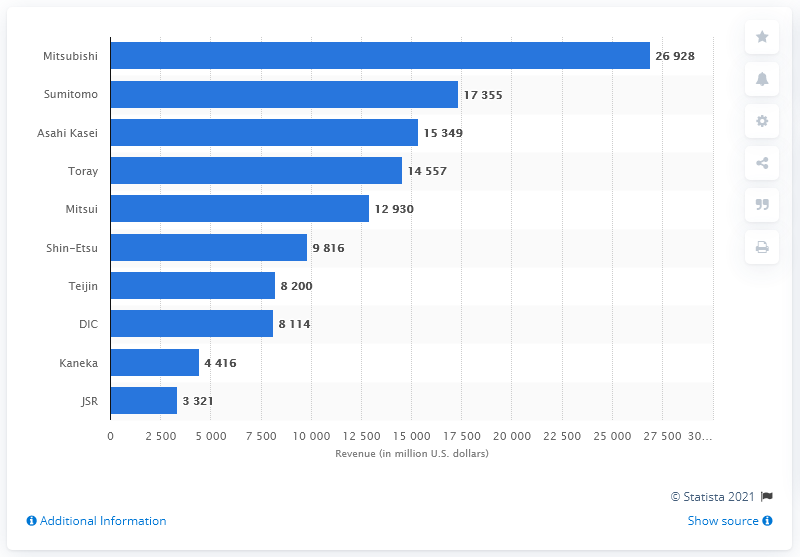 Mitsubishi 26 928
Sumitomo 17 355
Asahi Kasei 15 349
Toray 14 557
Mitsui 12 930
Shin-Etsu 9 816
Teijin 8 200
DIC 8 114
Kaneka 4 416
JSR 3 321
0 2 500 5 000 7 500 10 000 12 500 15 000 17 500 20 000 22 500 25 000 27 500 30…
Revenue (in million U.S. dollars)
© Statista 2021
Additional Information Show source